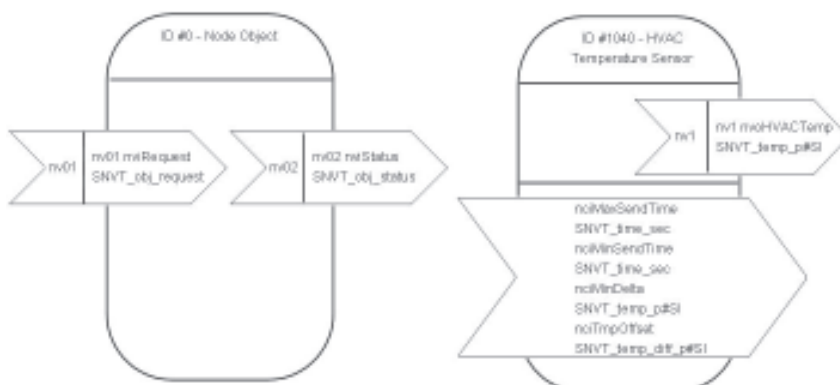 ID #0 - Node Object
nv01
nv01 nviRequest
SNVT_obj_request
nv02
nv02 nviStatus
SNVT_obj_status
ID #1040 - HVAC
Temperature Sensor
nv1
nv1 nvoHVACTemp
SNVT_temp_p#SI
nciMaxSendTime
SNVT_time_sec
nciMinSendTime
SNVT_time_sec
nciMinDelta
SNVT_temp_p#SI
nciTmpOffset
SNVT_temp_diff_p#SI